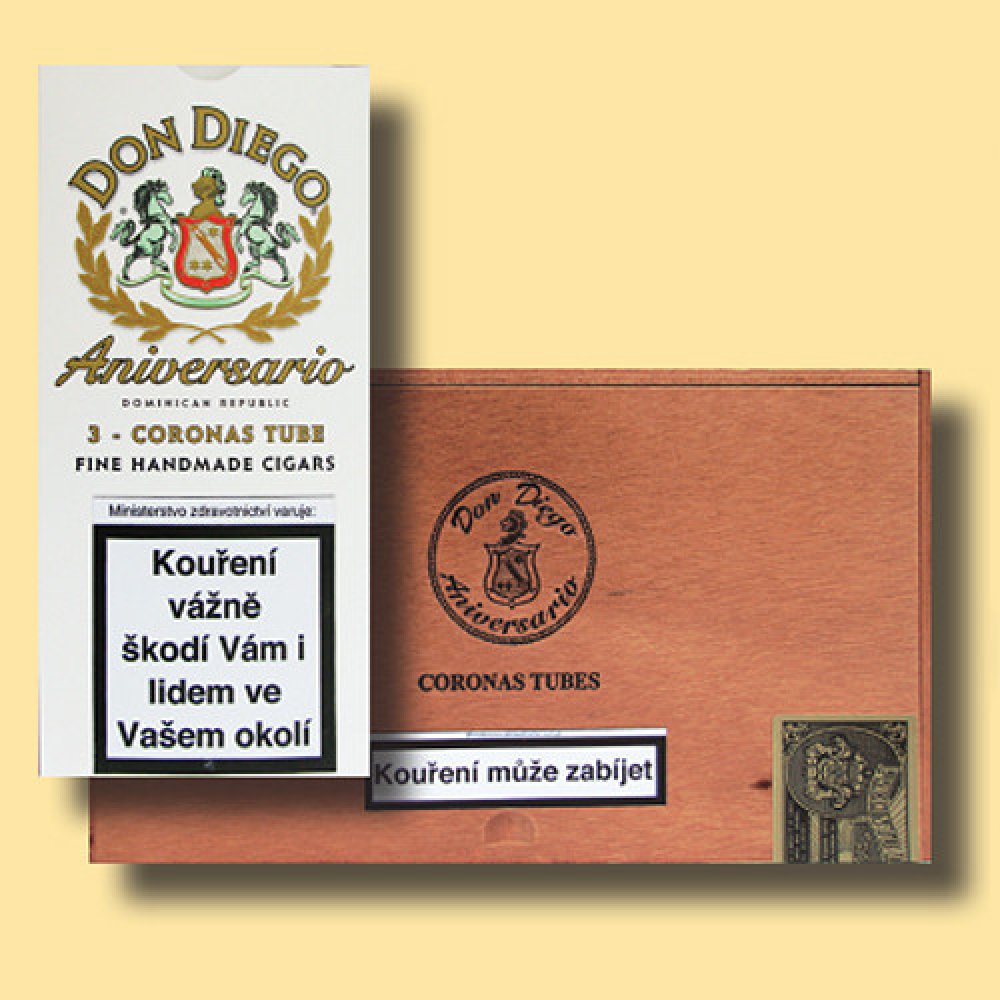 DON DIEGO
Aniversario
DOMINICAN REPUBLIC
3 - CORONAS TUBE
FINE HANDMADE CIGARS
Ministerstvo zdravotnictví varuje:
Kouření
vážně
škodí Vám i
lidem ve
Vašem okolí
Don Diego
Aniversario
CORONAS TUBES
Kouření může zabíjet